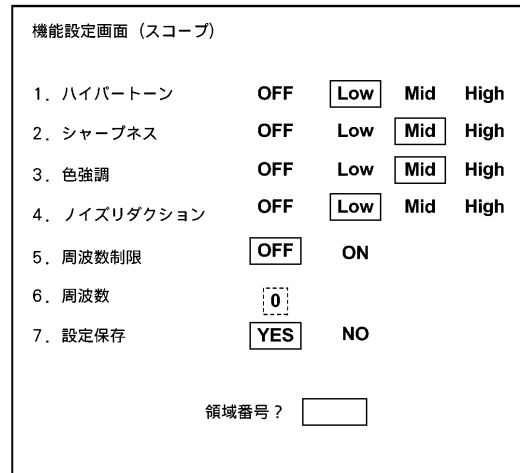 機能設定画面（スコープ）
1. ハイパートーン OFF Low Mid High
2. シャープネス OFF Low Mid High
3. 色強調 OFF Low Mid High
4. ノイズリダクション OFF Low Mid High
5. 周波数制限 OFF ON
6. 周波数 0
7. 設定保存 YES NO
領域番号？